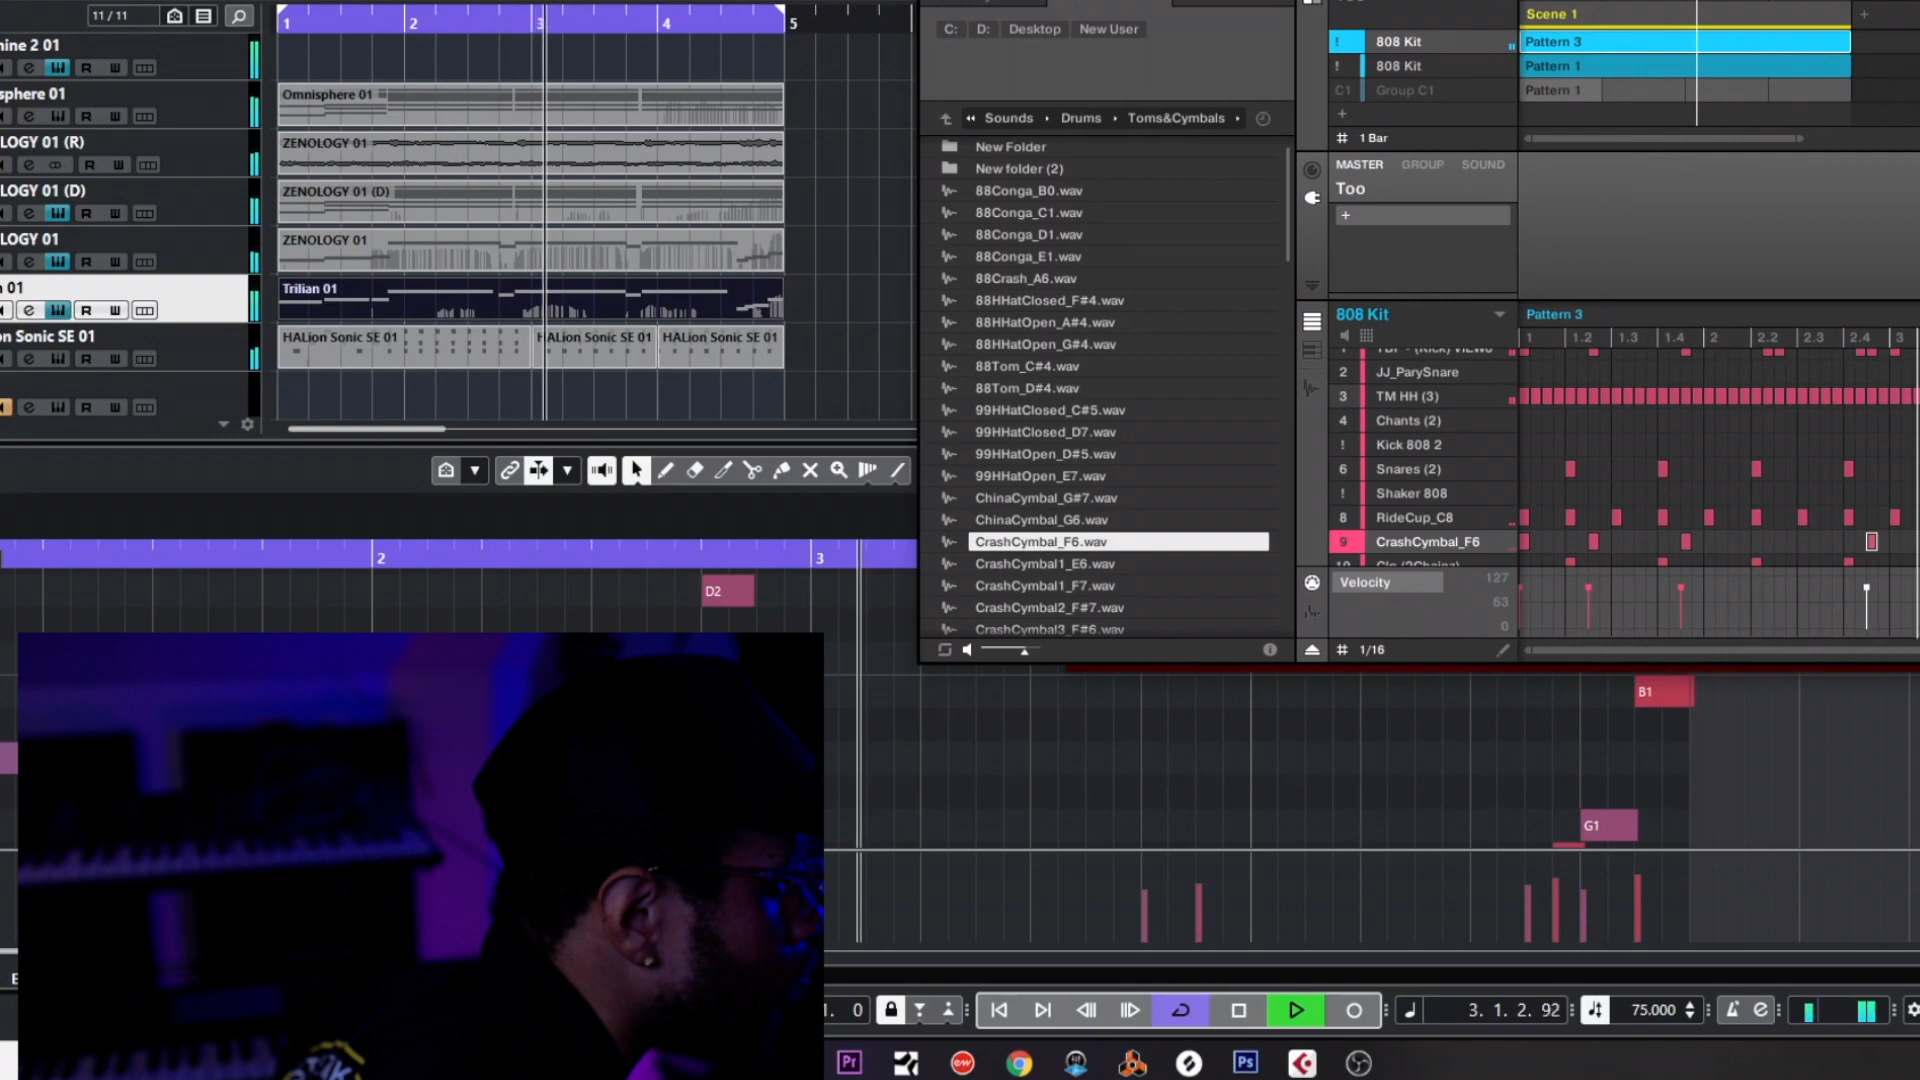 11 / 11
1 2 3 4 5
nine 2 01
R
sphere 01
R
LOGY 01 (R)
R
LOGY 01 (D)
R
LOGY 01
R
n 01
R
on Sonic SE 01
R
R
Omnisphere 01
ZENOLOGY 01
ZENOLOGY 01 (D)
ZENOLOGY 01
Trilian 01
HALion Sonic SE 01
HALion Sonic SE 01
HALion Sonic SE 01
2 3
D2
B1
G1
C: D: Desktop New User
Sounds Drums Toms&Cymbals
New Folder
New folder (2)
88Conga_B0.wav
88Conga_C1.wav
88Conga_D1.wav
88Conga_E1.wav
88Crash_A6.wav
88HHatClosed_F#4.wav
88HHatOpen_A#4.wav
88HHatOpen_G#4.wav
88Tom_C#4.wav
88Tom_D#4.wav
99HHatClosed_C#5.wav
99HHatClosed_D7.wav
99HHatOpen_D#5.wav
99HHatOpen_E7.wav
ChinaCymbal_G#7.wav
ChinaCymbal_G6.wav
CrashCymbal_F6.wav
CrashCymbal1_E6.wav
CrashCymbal1_F7.wav
CrashCymbal2_F#7.wav
CrashCymbal3_F#6.wav
Scene 1 +
! 808 Kit Pattern 3
! 808 Kit Pattern 1
C1 Group C1 Pattern 1
+
# 1 Bar
MASTER GROUP SOUND
Too
+
808 Kit Pattern 3
1 1.2 1.3 1.4 2 2.2 2.3 2.4 3
2 JJ_ParySnare
3 TM HH (3)
4 Chants (2)
! Kick 808 2
6 Snares (2)
! Shaker 808
8 RideCup_C8
9 CrashCymbal_F6
10 Clp (2Chainz)
Velocity 127
63
0
# 1/16
1. 0
3. 1. 2. 92
75.000
Pr
ew
Ps